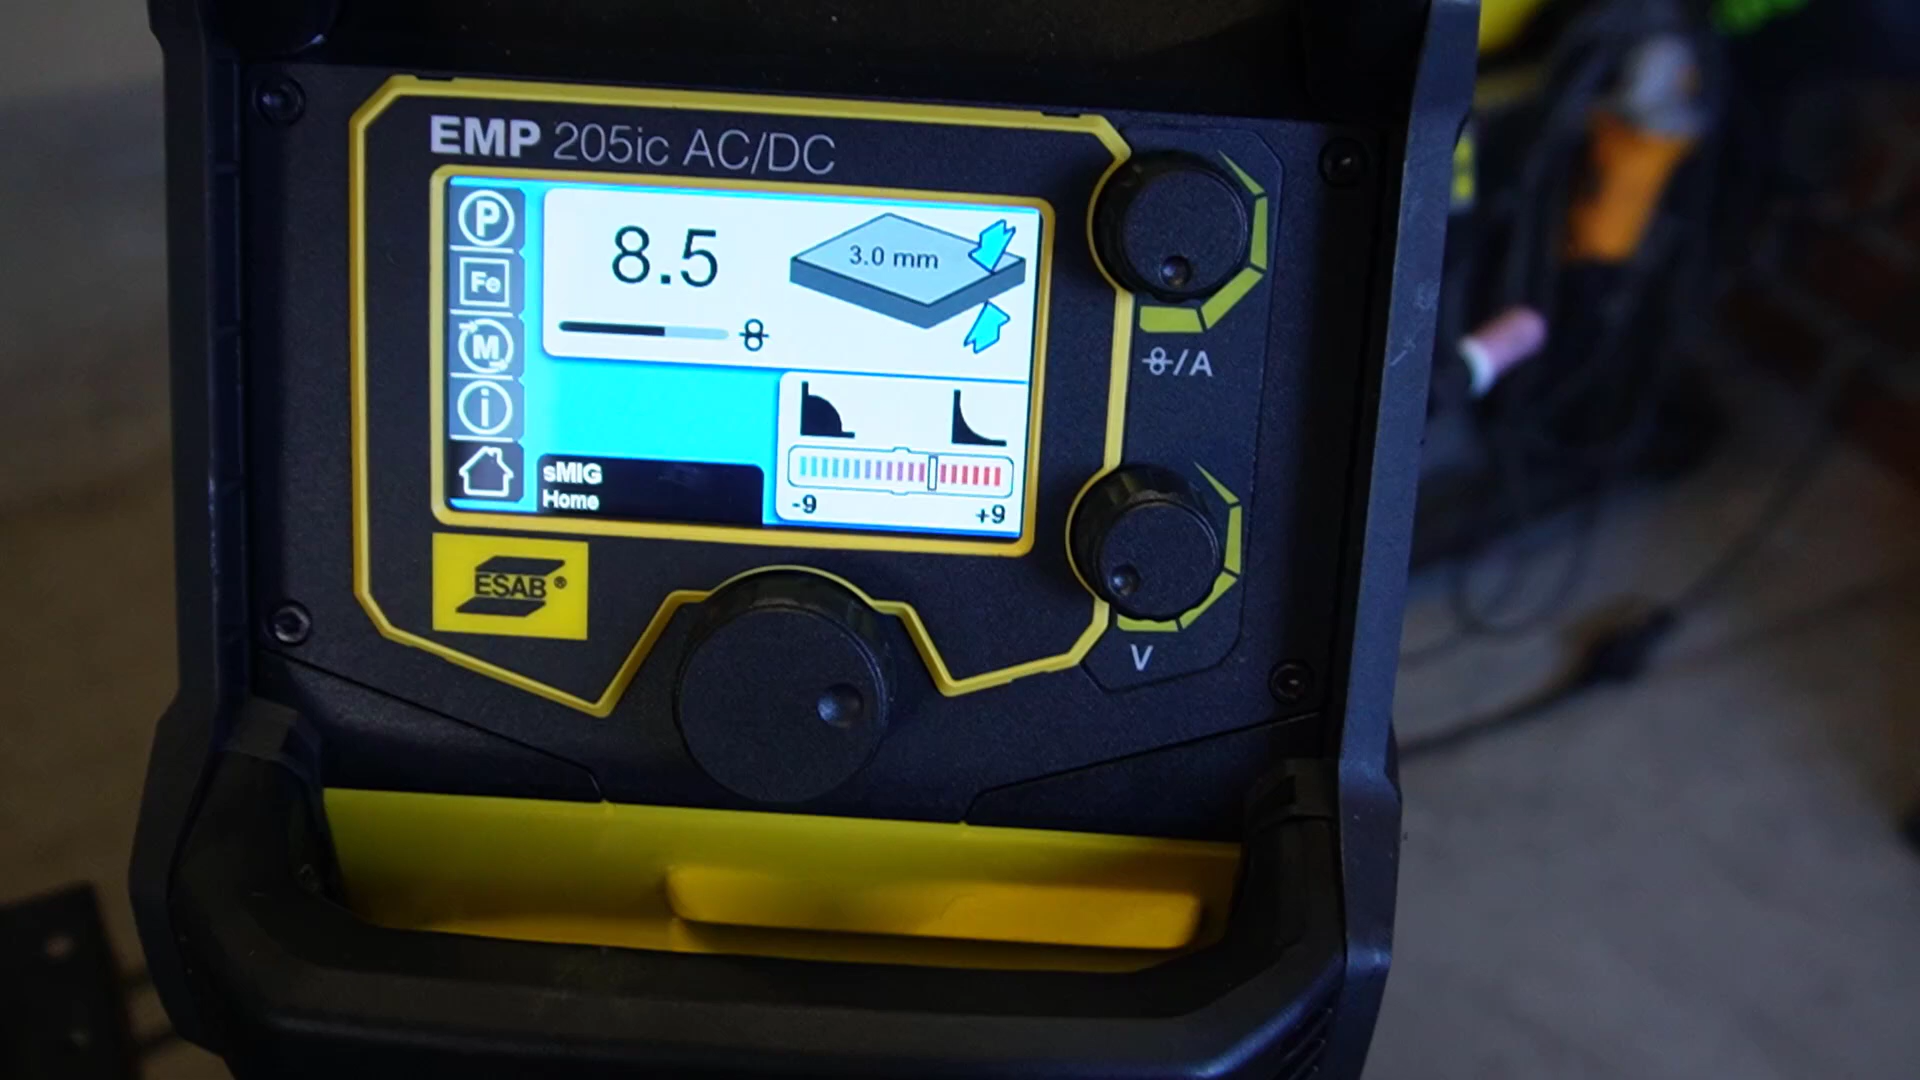 EMP 205ic AC/DC
P
Fe
M
i
8.5
3.0 mm
sMIG
Home
-9
+9
/A
V
ESAB®